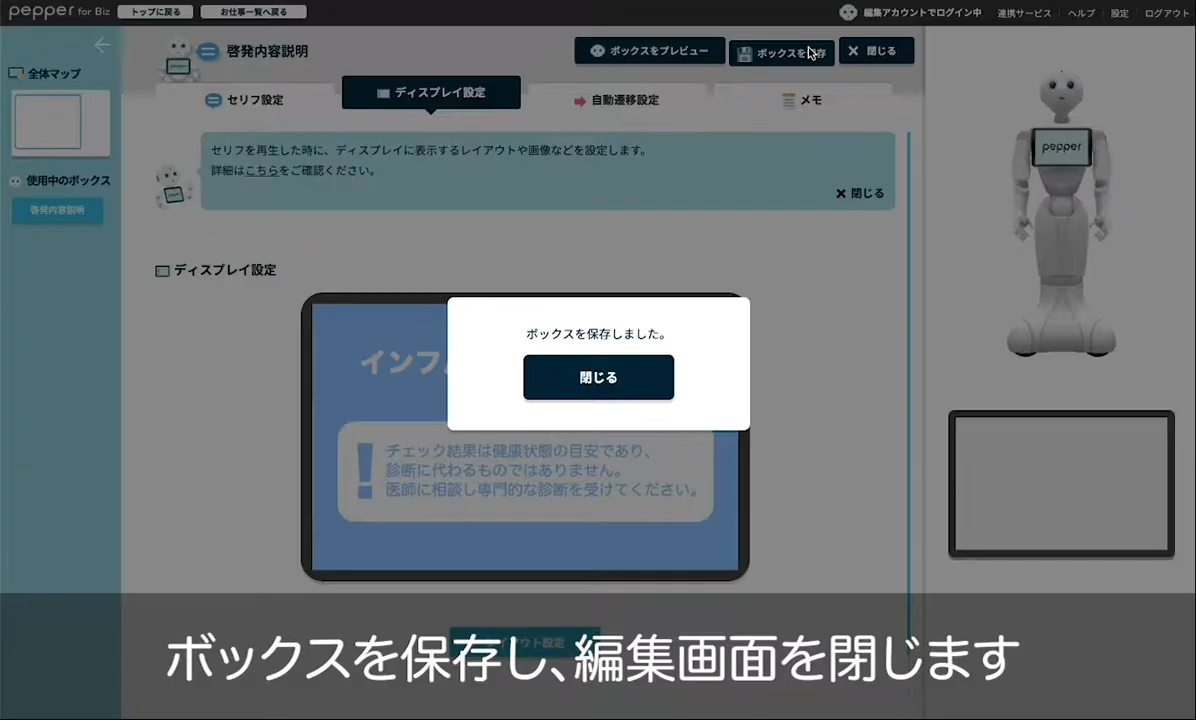 pepper for Biz
トップに戻る
お仕事一覧へ戻る
編集アカウントでログイン中
連携サービス
ヘルプ
設定
ログアウト
全体マップ
使用中のボックス
啓発内容説明
啓発内容説明
ボックスをプレビュー
ボックスを保存
閉じる
セリフ設定
ディスプレイ設定
自動遷移設定
メモ
セリフを再生した時に、ディスプレイに表示するレイアウトや画像などを設定します。
詳細はこちらをご確認ください。
閉じる
ディスプレイ設定
インフ
チェック結果は健康状態の目安であり、
診断に代わるものではありません。
医師に相談し専門的な診断を受けてください。
ボックスを保存しました。
閉じる
pepper
ウト設定
ボックスを保存し、編集画面を閉じます